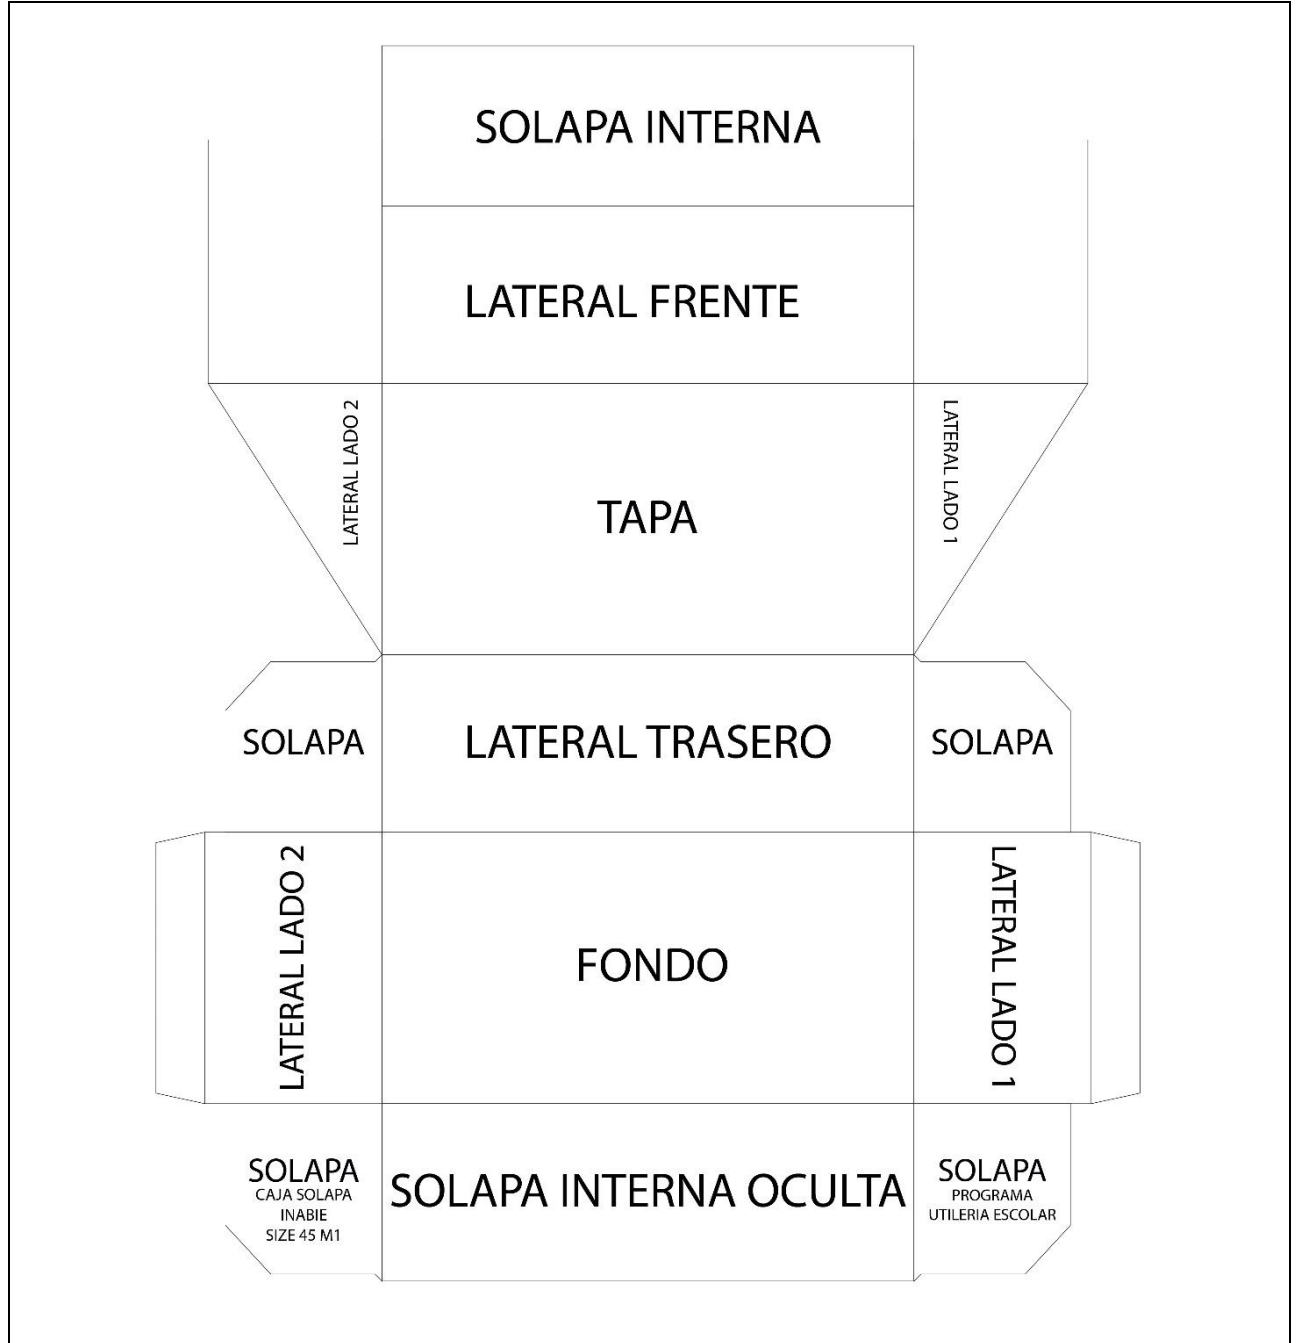 SOLAPA INTERNA
LATERAL FRENTE
LATERAL LADO 2
TAPA
LATERAL LADO 1
SOLAPA
LATERAL TRASERO
SOLAPA
LATERAL LADO 2
FONDO
LATERAL LADO 1
SOLAPA
CAJA SOLAPA
INABIE
SIZE 45 M1
SOLAPA INTERNA OCULTA
SOLAPA
PROGRAMA
UTILERIA ESCOLAR